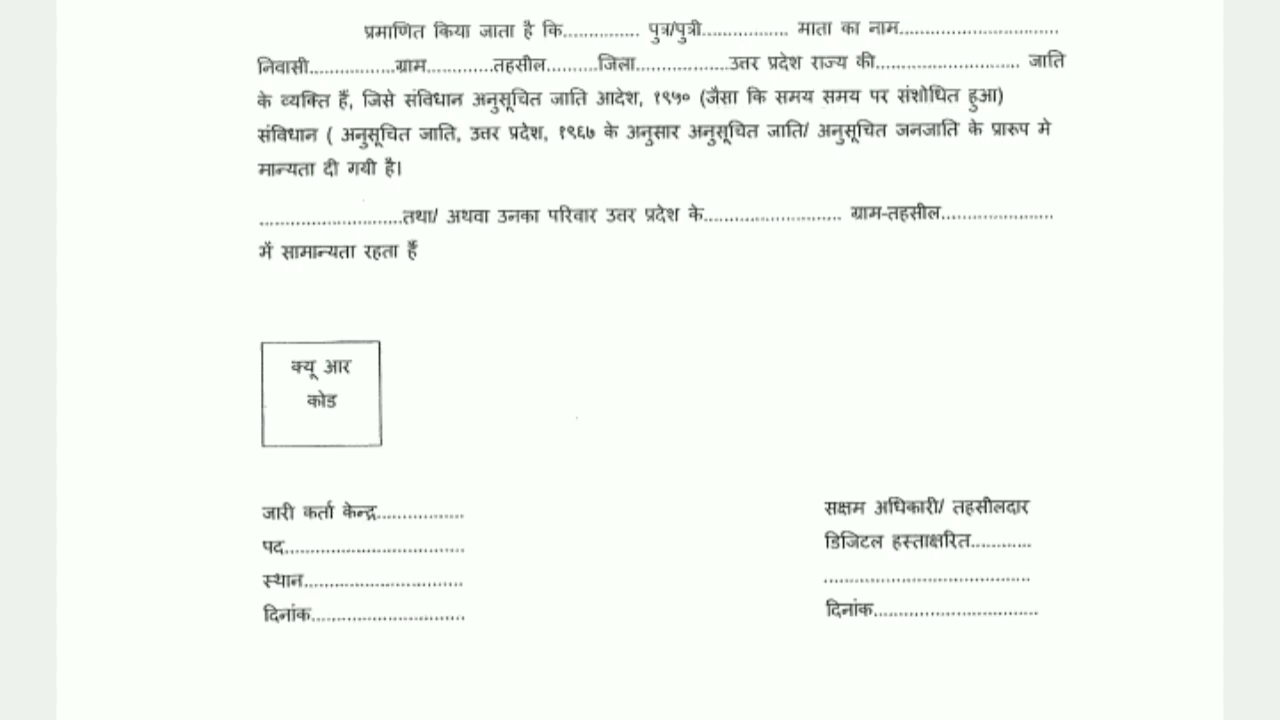 प्रमाणित किया जाता है कि............... पुत्र/पुत्री................. माता का नाम...............................
निवासी.................ग्राम.............तहसील..........जिला..................उत्तर प्रदेश राज्य की............................ जाति
के व्यक्ति हैं, जिसे संविधान अनुसूचित जाति आदेश, १९५० (जैसा कि समय समय पर संशोधित हुआ)
संविधान ( अनुसूचित जाति, उत्तर प्रदेश, १९६७ के अनुसार अनुसूचित जाति/ अनुसूचित जनजाति के प्रारूप मे
मान्यता दी गयी है।
............................तथा/ अथवा उनका परिवार उत्तर प्रदेश के........................... ग्राम-तहसील......................
में सामान्यता रहता हैं
क्यू आर
कोड
जारी कर्ता केन्द्र.................
पद...................................
स्थान...............................
दिनांक..............................
सक्षम अधिकारी/ तहसीलदार
डिजिटल हस्ताक्षरित............
........................................
दिनांक................................